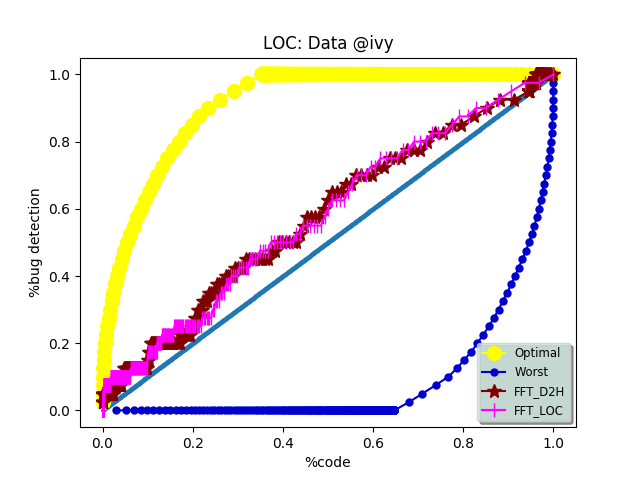 LOC: Data @ivy
1.0
0.8
0.6
0.4
0.2
0.0
%bug detection
0.0 0.2 0.4 0.6 0.8 1.0
%code
Optimal
Worst
FFT_D2H
FFT_LOC